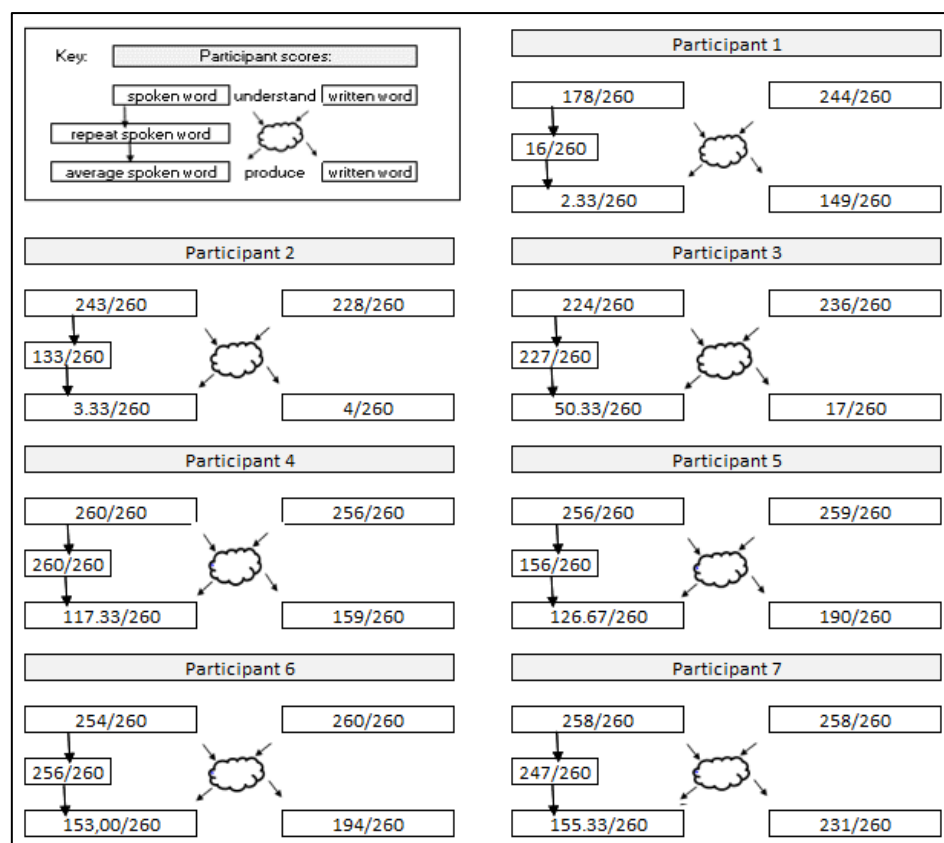 Key: Participant scores:
spoken word understand written word
repeat spoken word
average spoken word produce written word
Participant 1
178/260 244/260
16/260
2.33/260 149/260
Participant 2
243/260 228/260
133/260
3.33/260 4/260
Participant 3
224/260 236/260
227/260
50.33/260 17/260
Participant 4
260/260 256/260
260/260
117.33/260 159/260
Participant 5
256/260 259/260
156/260
126.67/260 190/260
Participant 6
254/260 260/260
256/260
153,00/260 194/260
Participant 7
258/260 258/260
247/260
155.33/260 231/260